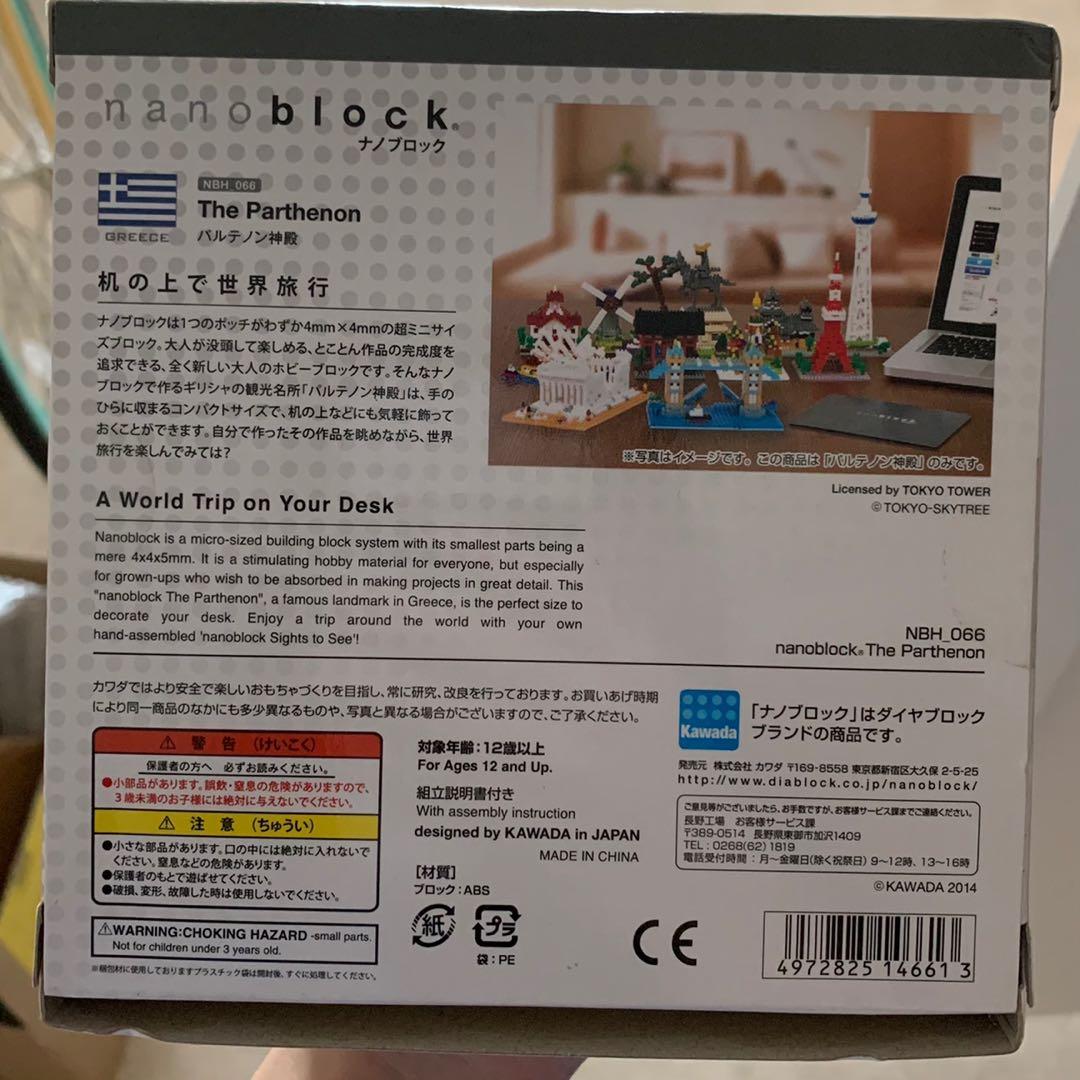 nanoblock®
ナノブロック
GREECE
NBH_066
The Parthenon
パルテノン神殿
机の上で世界旅行
ナノブロックは1つのポッチがわずか4mm×4mmの超ミニサイ
ズブロック。大人が没頭して楽しめる、とことん作品の完成度を
追求できる、全く新しい大人のホビーブロックです。そんなナノ
ブロックで作るギリシャの観光名所「パルテノン神殿」は、手の
ひらに収まるコンパクトサイズで、机の上などにも気軽に飾って
おくことができます。自分で作ったその作品を眺めながら、世界
旅行を楽しんでみては?
※写真はイメージです。この商品は「パルテノン神殿」のみです。
Licensed by TOKYO TOWER
©TOKYO-SKYTREE
A World Trip on Your Desk
Nanoblock is a micro-sized building block system with its smallest parts being a
mere 4x4x5mm. It is a stimulating hobby material for everyone, but especially
for grown-ups who wish to be absorbed in making projects in great detail. This
"nanoblock The Parthenon", a famous landmark in Greece, is the perfect size to
decorate your desk. Enjoy a trip around the world with your own
hand-assembled 'nanoblock Sights to See'!
NBH_066
nanoblock® The Parthenon
カワダではより安全で楽しいおもちゃづくりを目指し、常に研究、改良を行っております。お買いあげ時期
により同一商品のなかにも多少異なるものや、写真と異なる場合がございますので、ご了承ください。
⚠ 警告 (けいこく)
保護者の方へ 必ずお読みください。
●小部品があります。誤飲・窒息の危険がありますので、
3歳未満のお子様には絶対に与えないでください。
⚠ 注意 (ちゅうい)
●小さな部品があります。口の中には絶対に入れないで
ください。窒息などの危険があります。
●保護者のもとで遊ばせてください。
●破損、変形、故障した時は使用しないでください。
⚠WARNING:CHOKING HAZARD -small parts.
Not for children under 3 years old.
※梱包材に使用しておりますプラスチック袋は開封後、すぐに処理してください。
対象年齢:12歳以上
For Ages 12 and Up.
組立説明書付き
With assembly instruction
designed by KAWADA in JAPAN
MADE IN CHINA
【材質】
ブロック:ABS
紙
プラ
袋:PE
CE
Kawada
「ナノブロック」はダイヤブロック
ブランドの商品です。
発売元 株式会社 カワダ 〒169-8558 東京都新宿区大久保 2-5-25
http://www.diablock.co.jp/nanoblock/
ご意見等がございましたら、お手数ですが、お客様サービス課までご連絡ください。
長野工場 お客様サービス課
〒389-0514 長野県東御市加沢1409
TEL:0268(62)1819
電話受付時間:月〜金曜日(除く祝祭日)9〜12時、13〜16時
©KAWADA 2014
4972825 146613